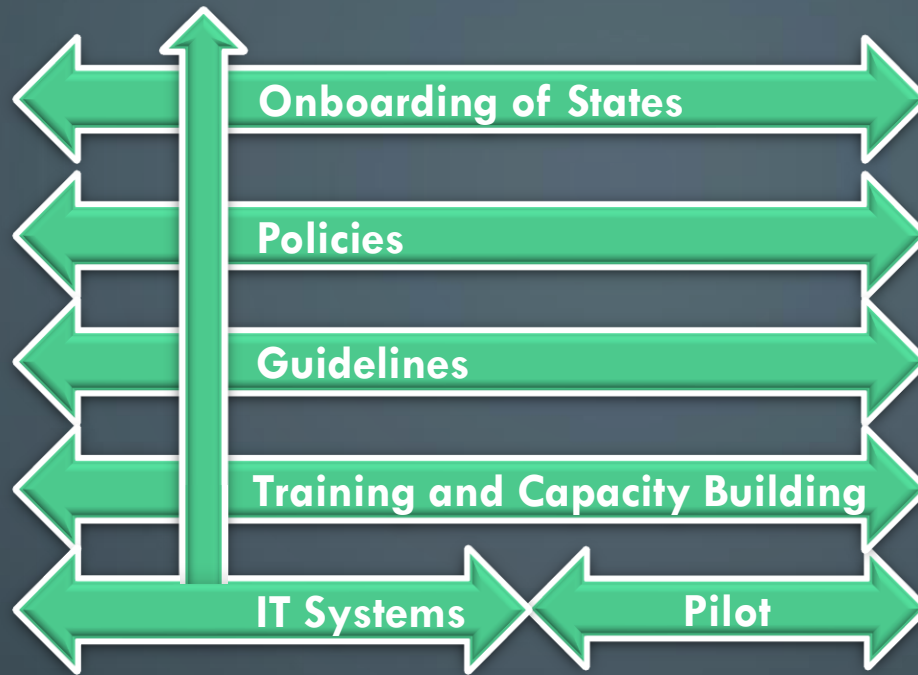 Onboarding of States
Policies
Guidelines
Training and Capacity Building
IT Systems
Pilot